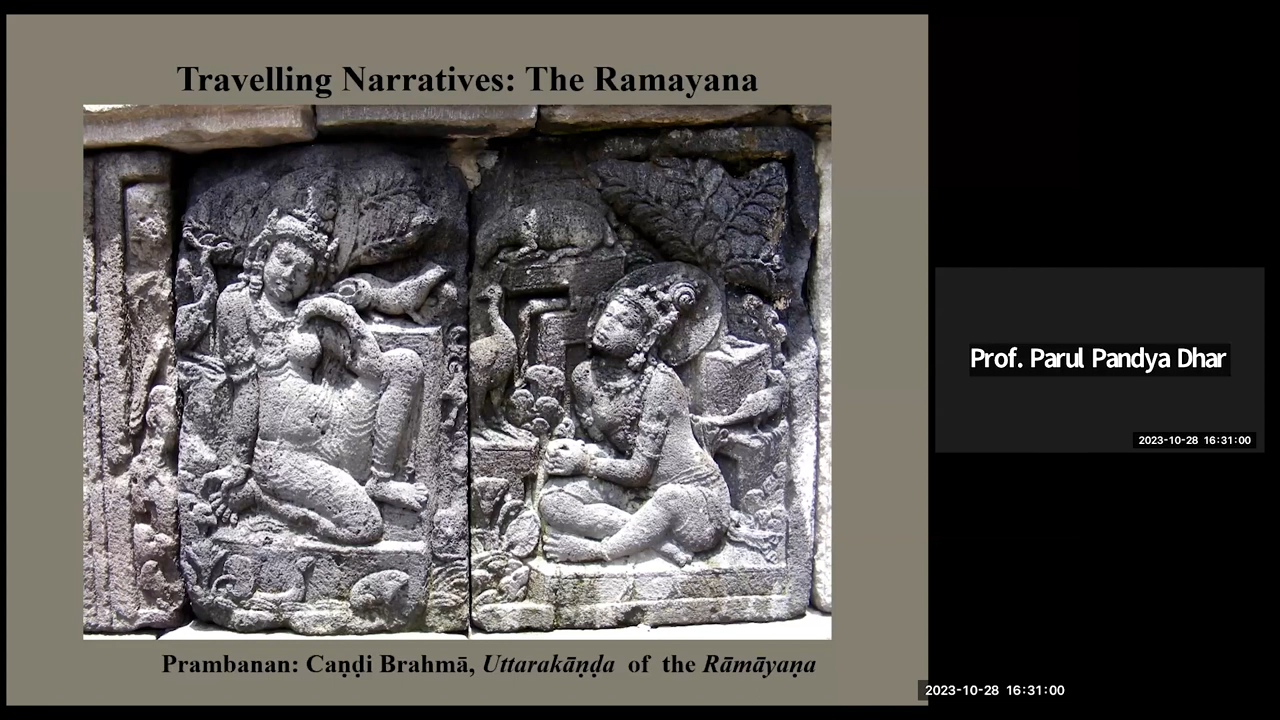 Travelling Narratives: The Ramayana
Prof. Parul Pandya Dhar
2023-10-28 16:31:00
Prambanan: Caṇḍi Brahmā, Uttarakāṇḍa of the Rāmāyaṇa
2023-10-28 16:31:00